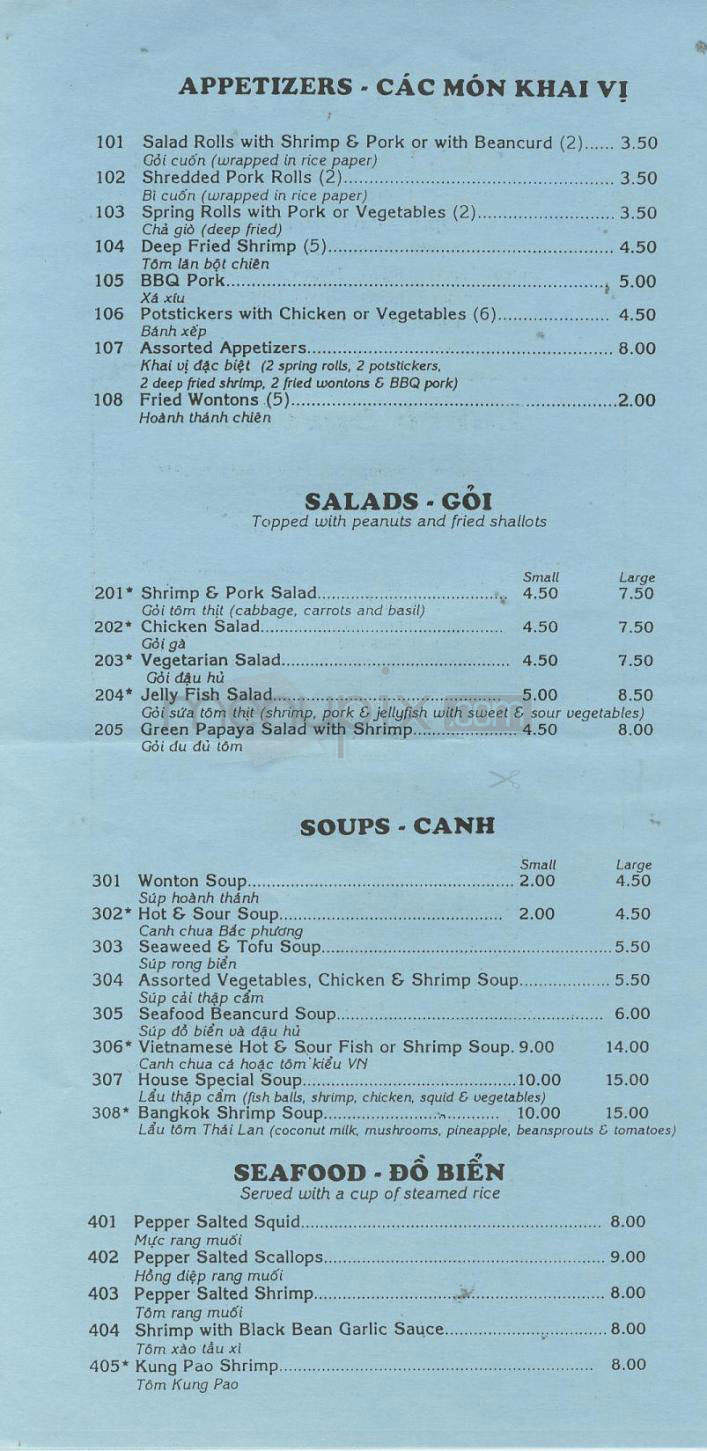 APPETIZERS - CÁC MÓN KHAI VỊ
101 Salad Rolls with Shrimp & Pork or with Beancurd (2)...... 3.50
Gỏi cuốn (wrapped in rice paper)
102 Shredded Pork Rolls (2)...... 3.50
Bì cuốn (wrapped in rice paper)
103 Spring Rolls with Pork or Vegetables (2)...... 3.50
Chả giò (deep fried)
104 Deep Fried Shrimp (5)...... 4.50
Tôm lăn bột chiên
105 BBQ Pork...... 5.00
Xá xíu
106 Potstickers with Chicken or Vegetables (6)...... 4.50
Bánh xếp
107 Assorted Appetizers...... 8.00
Khai vị đặc biệt (2 spring rolls, 2 potstickers,
2 deep fried shrimp, 2 fried wontons & BBQ pork)
108 Fried Wontons (5)...... 2.00
Hoành thánh chiên
SALADS - GỎI
Topped with peanuts and fried shallots
Small Large
201* Shrimp & Pork Salad...... 4.50 7.50
Gỏi tôm thịt (cabbage, carrots and basil)
202* Chicken Salad...... 4.50 7.50
Gỏi gà
203* Vegetarian Salad...... 4.50 7.50
Gỏi đậu hủ
204* Jelly Fish Salad...... 5.00 8.50
Gỏi sứa tôm thịt (shrimp, pork & jellyfish with sweet & sour vegetables)
205 Green Papaya Salad with Shrimp...... 4.50 8.00
Gỏi đu đủ tôm
SOUPS - CANH
Small Large
301 Wonton Soup...... 2.00 4.50
Súp hoành thánh
302* Hot & Sour Soup...... 2.00 4.50
Canh chua Bắc phương
303 Seaweed & Tofu Soup...... 5.50
Súp rong biển
304 Assorted Vegetables, Chicken & Shrimp Soup...... 5.50
Súp cải thập cẩm
305 Seafood Beancurd Soup...... 6.00
Súp đồ biển và đậu hủ
306* Vietnamese Hot & Sour Fish or Shrimp Soup. 9.00 14.00
Canh chua cá hoặc tôm kiểu VN
307 House Special Soup...... 10.00 15.00
Lẩu thập cẩm (fish balls, shrimp, chicken, squid & vegetables)
308* Bangkok Shrimp Soup...... 10.00 15.00
Lẩu tôm Thái Lan (coconut milk, mushrooms, pineapple, beansprouts & tomatoes)
SEAFOOD - ĐỒ BIỂN
Served with a cup of steamed rice
401 Pepper Salted Squid...... 8.00
Mực rang muối
402 Pepper Salted Scallops...... 9.00
Hồng điệp rang muối
403 Pepper Salted Shrimp...... 8.00
Tôm rang muối
404 Shrimp with Black Bean Garlic Sauce...... 8.00
Tôm xào tầu xì
405* Kung Pao Shrimp...... 8.00
Tôm Kung Pao